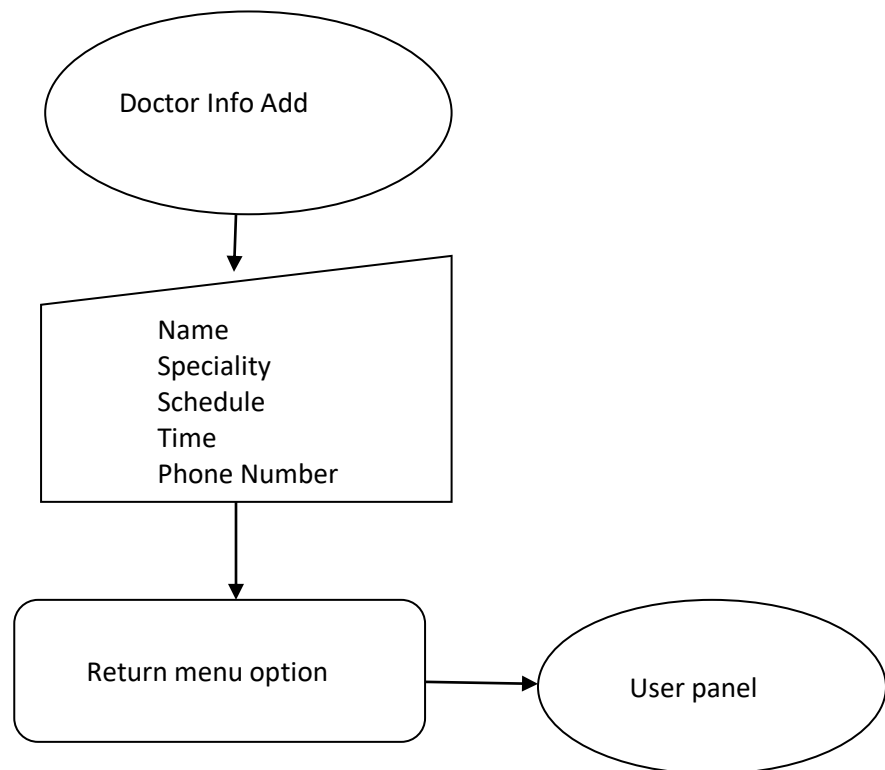 Doctor Info Add
Name
Speciality
Schedule
Time
Phone Number
Return menu option
User panel